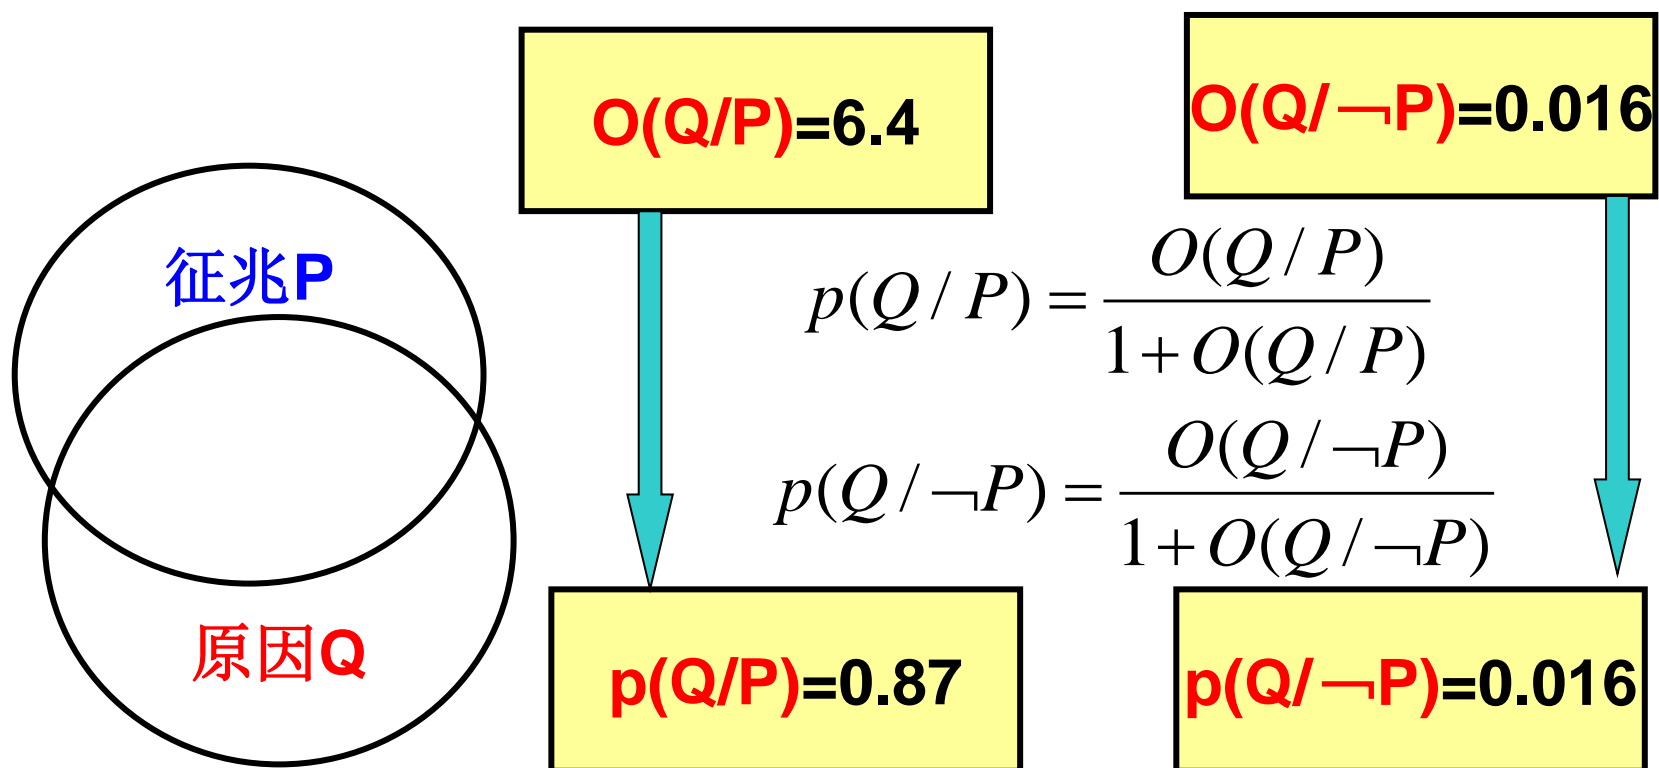 O(Q/P)=6.4
O(Q/¬P)=0.016
征兆P
原因Q
p(Q/P) = O(Q/P) / 1+O(Q/P)
p(Q/¬P) = O(Q/¬P) / 1+O(Q/¬P)
p(Q/P)=0.87
p(Q/¬P)=0.016